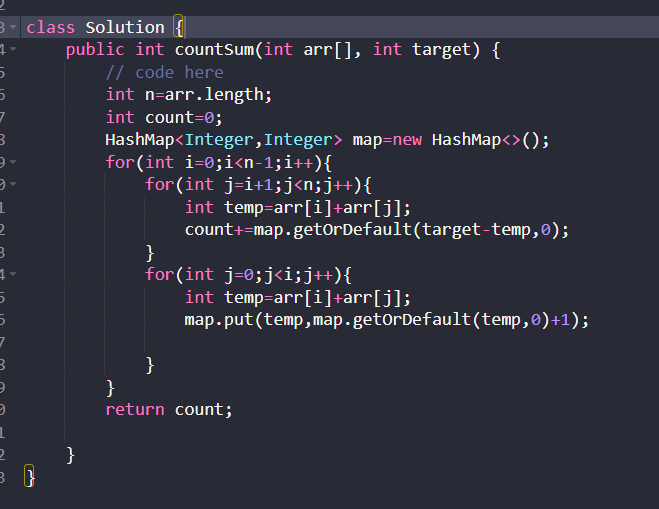 class Solution {
    public int countSum(int arr[], int target) {
        // code here
        int n=arr.length;
        int count=0;
        HashMap<Integer,Integer> map=new HashMap<>();
        for(int i=0;i<n-1;i++){
            for(int j=i+1;j<n;j++){
                int temp=arr[i]+arr[j];
                count+=map.getOrDefault(target-temp,0);
            }
            for(int j=0;j<i;j++){
                int temp=arr[i]+arr[j];
                map.put(temp,map.getOrDefault(temp,0)+1);
            }
        }
        return count;
    }
}